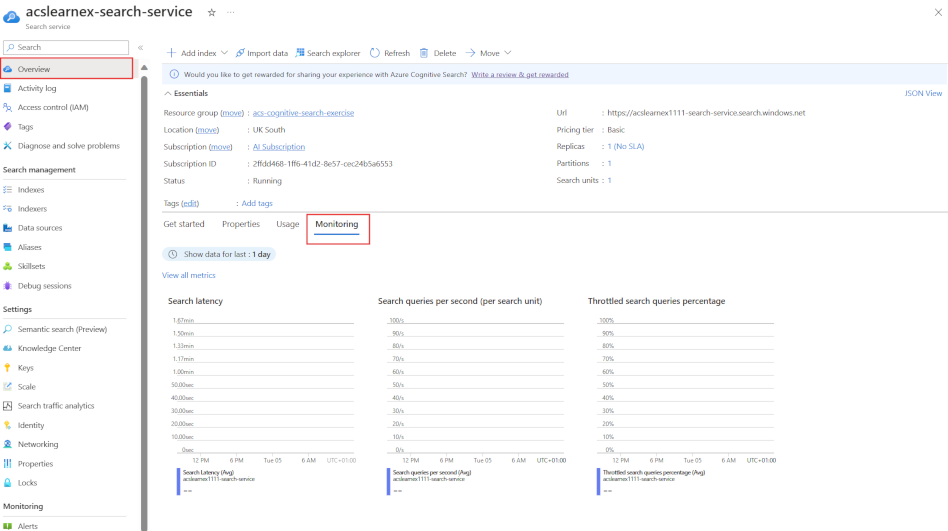 acslearnex-search-service
Search service
Search
Overview
Activity log
Access control (IAM)
Tags
Diagnose and solve problems
Search management
Indexes
Indexers
Data sources
Aliases
Skillsets
Debug sessions
Settings
Semantic search (Preview)
Knowledge Center
Keys
Scale
Search traffic analytics
Identity
Networking
Properties
Locks
Monitoring
Alerts
Add index Import data Search explorer Refresh Delete Move
Would you like to get rewarded for sharing your experience with Azure Cognitive Search? Write a review & get rewarded
Essentials JSON View
Resource group (move) : acs-cognitive-search-exercise
Location (move) : UK South
Subscription (move) : AI Subscription
Subscription ID : 2ffdd468-1ff6-41d2-8e57-cec24b5a6553
Status : Running
Url : https://acslearnex1111-search-service.search.windows.net
Pricing tier : Basic
Replicas : 1 (No SLA)
Partitions : 1
Search units : 1
Tags (edit) : Add tags
Get started Properties Usage Monitoring
Show data for last : 1 day
View all metrics
Search latency
1.67min
1.50min
1.33min
1.17min
1.00min
50.00sec
40.00sec
30.00sec
20.00sec
10.00sec
0sec
12 PM 6 PM Tue 05 6 AM UTC+01:00
Search Latency (Avg)
acslearnex1111-search-service
--
Search queries per second (per search unit)
100/s
90/s
80/s
70/s
60/s
50/s
40/s
30/s
20/s
10/s
0/s
12 PM 6 PM Tue 05 6 AM UTC+01:00
Search queries per second (Avg)
acslearnex1111-search-service
--
Throttled search queries percentage
100%
90%
80%
70%
60%
50%
40%
30%
20%
10%
0%
12 PM 6 PM Tue 05 6 AM UTC+01:00
Throttled search queries percentage (Avg)
acslearnex1111-search-service
--